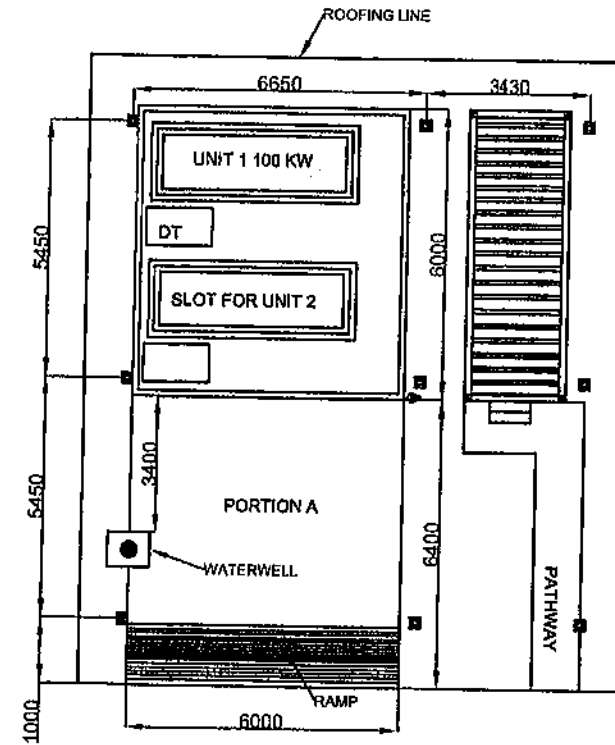 ROOFING LINE
6650
3430
UNIT 1 100 KW
DT
5450
6000
SLOT FOR UNIT 2
3400
5450
PORTION A
6400
WATERWELL
PATHWAY
RAMP
1000
6000